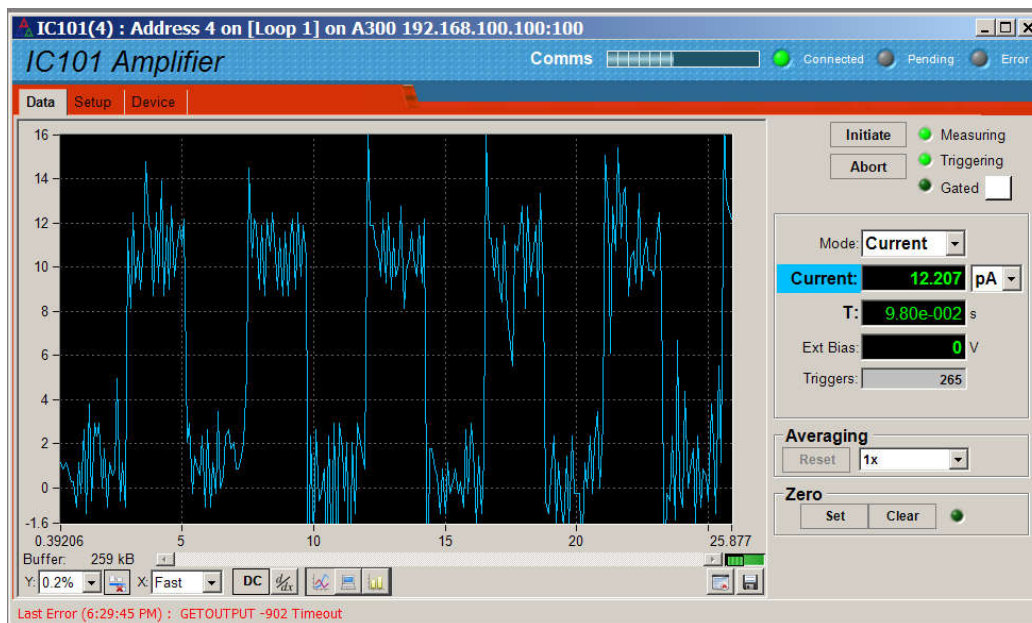 IC101(4) : Address 4 on [Loop 1] on A300 192.168.100.100:100
IC101 Amplifier
Comms
Connected
Pending
Error
Data
Setup
Device
16
14
12
10
8
6
4
2
0
-1.6
0.39206
5
10
15
20
25.877
Buffer: 259 kB
Y: 0.2%
X: Fast
DC
d/dx
Initiate
Measuring
Abort
Triggering
Gated
Mode: Current
Current: 12.207 pA
T: 9.80e-002 s
Ext Bias: 0 V
Triggers: 265
Averaging
Reset 1x
Zero
Set Clear
Last Error (6:29:45 PM) : GETOUTPUT -902 Timeout